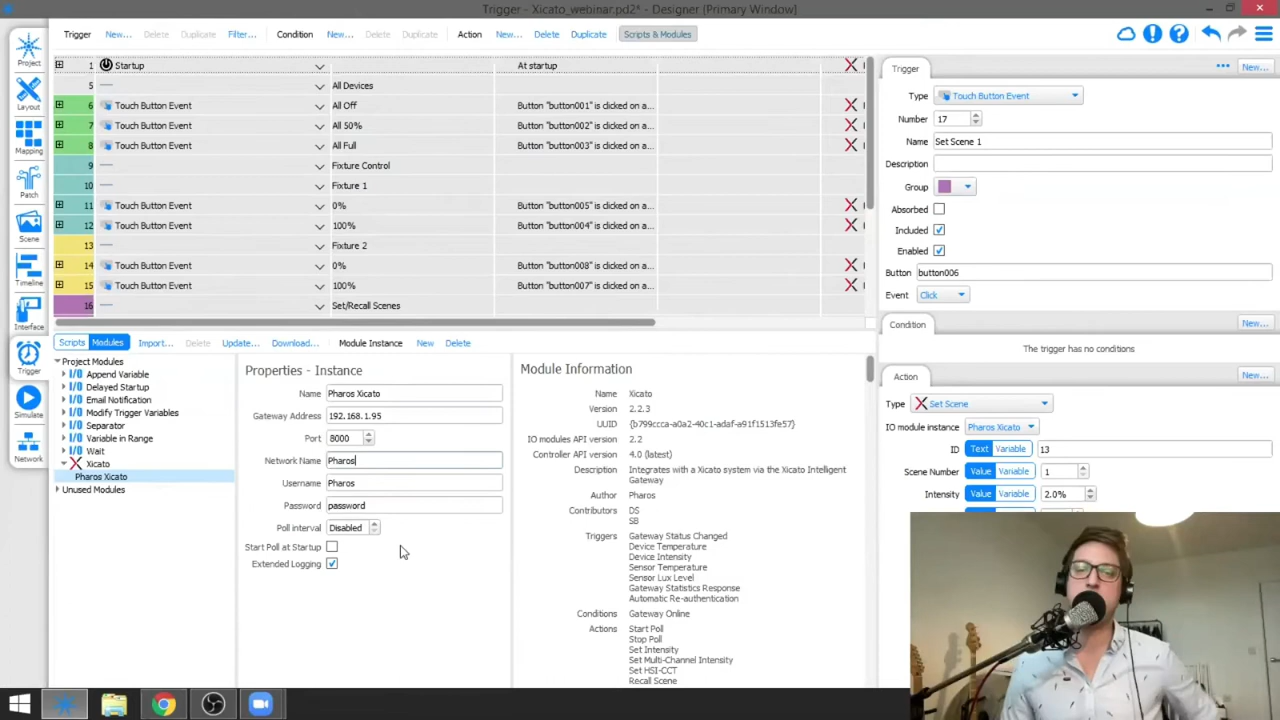 Trigger - Xicato_webinar.pd2* - Designer (Primary Window)
Trigger New... Delete Duplicate Filter... Condition New... Delete Duplicate Action New... Delete Duplicate Scripts & Modules
Project
Layout
Mapping
Patch
Scene
Timeline
Interface
Trigger
Simulate
Network
1 Startup At startup
5 All Devices
6 Touch Button Event All Off Button "button001" is clicked on a...
7 Touch Button Event All 50% Button "button002" is clicked on a...
8 Touch Button Event All Full Button "button003" is clicked on a...
9 Fixture Control
10 Fixture 1
11 Touch Button Event 0% Button "button005" is clicked on a...
12 Touch Button Event 100% Button "button004" is clicked on a...
13 Fixture 2
14 Touch Button Event 0% Button "button008" is clicked on a...
15 Touch Button Event 100% Button "button007" is clicked on a...
16 Set/Recall Scenes
Scripts Modules Import... Delete Update... Download... Module Instance New Delete
Project Modules
I/O Append Variable
I/O Delayed Startup
I/O Email Notification
I/O Modify Trigger Variables
I/O Separator
I/O Variable in Range
I/O Wait
Xicato
Pharos Xicato
Unused Modules
Properties - Instance
Name Pharos Xicato
Gateway Address 192.168.1.95
Port 8000
Network Name Pharos
Username Pharos
Password password
Poll interval Disabled
Start Poll at Startup
Extended Logging
Module Information
Name Xicato
Version 2.2.3
UUID {b799ccca-a0a2-40c1-adaf-a91f1513fe57}
IO modules API version 2.2
Controller API version 4.0 (latest)
Description Integrates with a Xicato system via the Xicato Intelligent
Gateway
Author Pharos
Contributors DS
SB
Triggers Gateway Status Changed
Device Temperature
Device Intensity
Sensor Temperature
Sensor Lux Level
Gateway Statistics Response
Automatic Re-authentication
Conditions Gateway Online
Actions Start Poll
Stop Poll
Set Intensity
Set Multi-Channel Intensity
Set HSI-CCT
Recall Scene
Trigger ••• New...
Type Touch Button Event
Number 17
Name Set Scene 1
Description
Group
Absorbed
Included
Enabled
Button button006
Event Click
Condition New...
The trigger has no conditions
Action New...
Type Set Scene
IO module instance Pharos Xicato
ID Text Variable 13
Scene Number Value Variable 1
Intensity Value Variable 2.0%